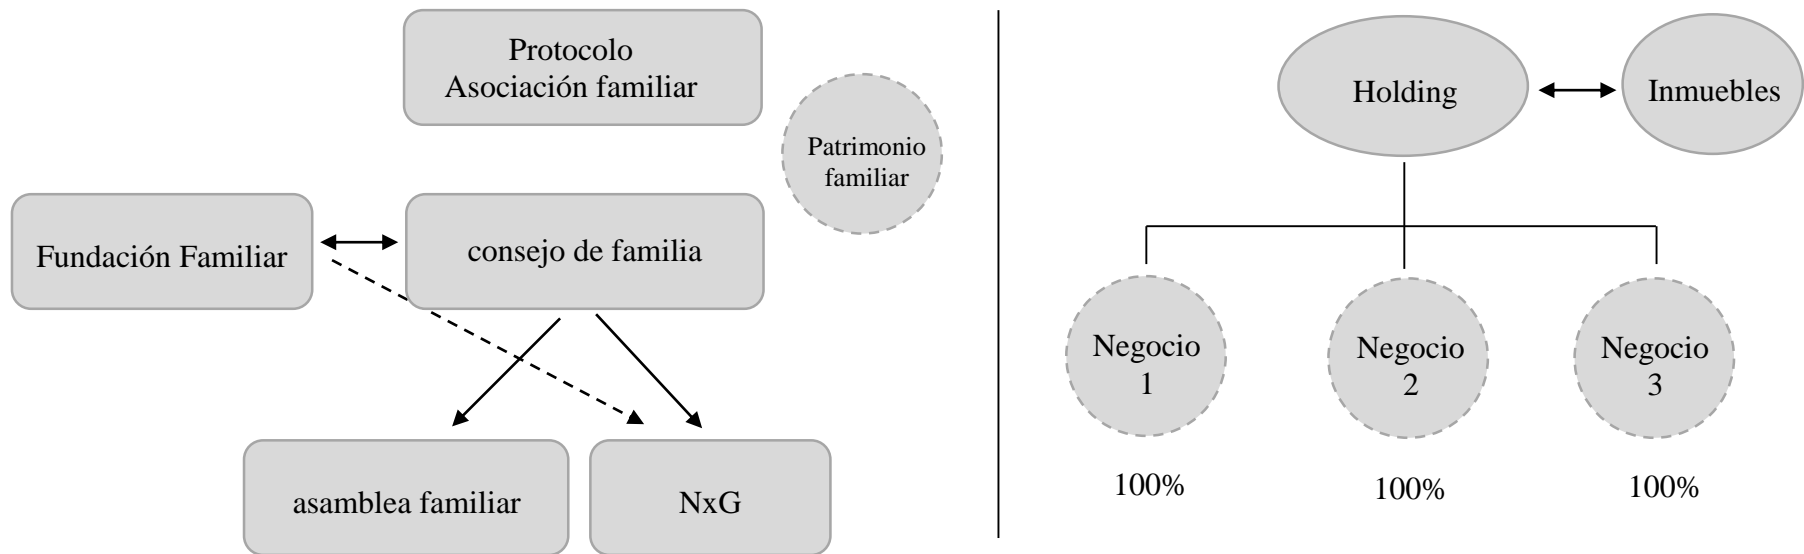 Protocolo
Asociación familiar
Patrimonio
familiar
Fundación Familiar
consejo de familia
asamblea familiar
NxG
Holding
Inmuebles
Negocio
1
Negocio
2
Negocio
3
100%
100%
100%